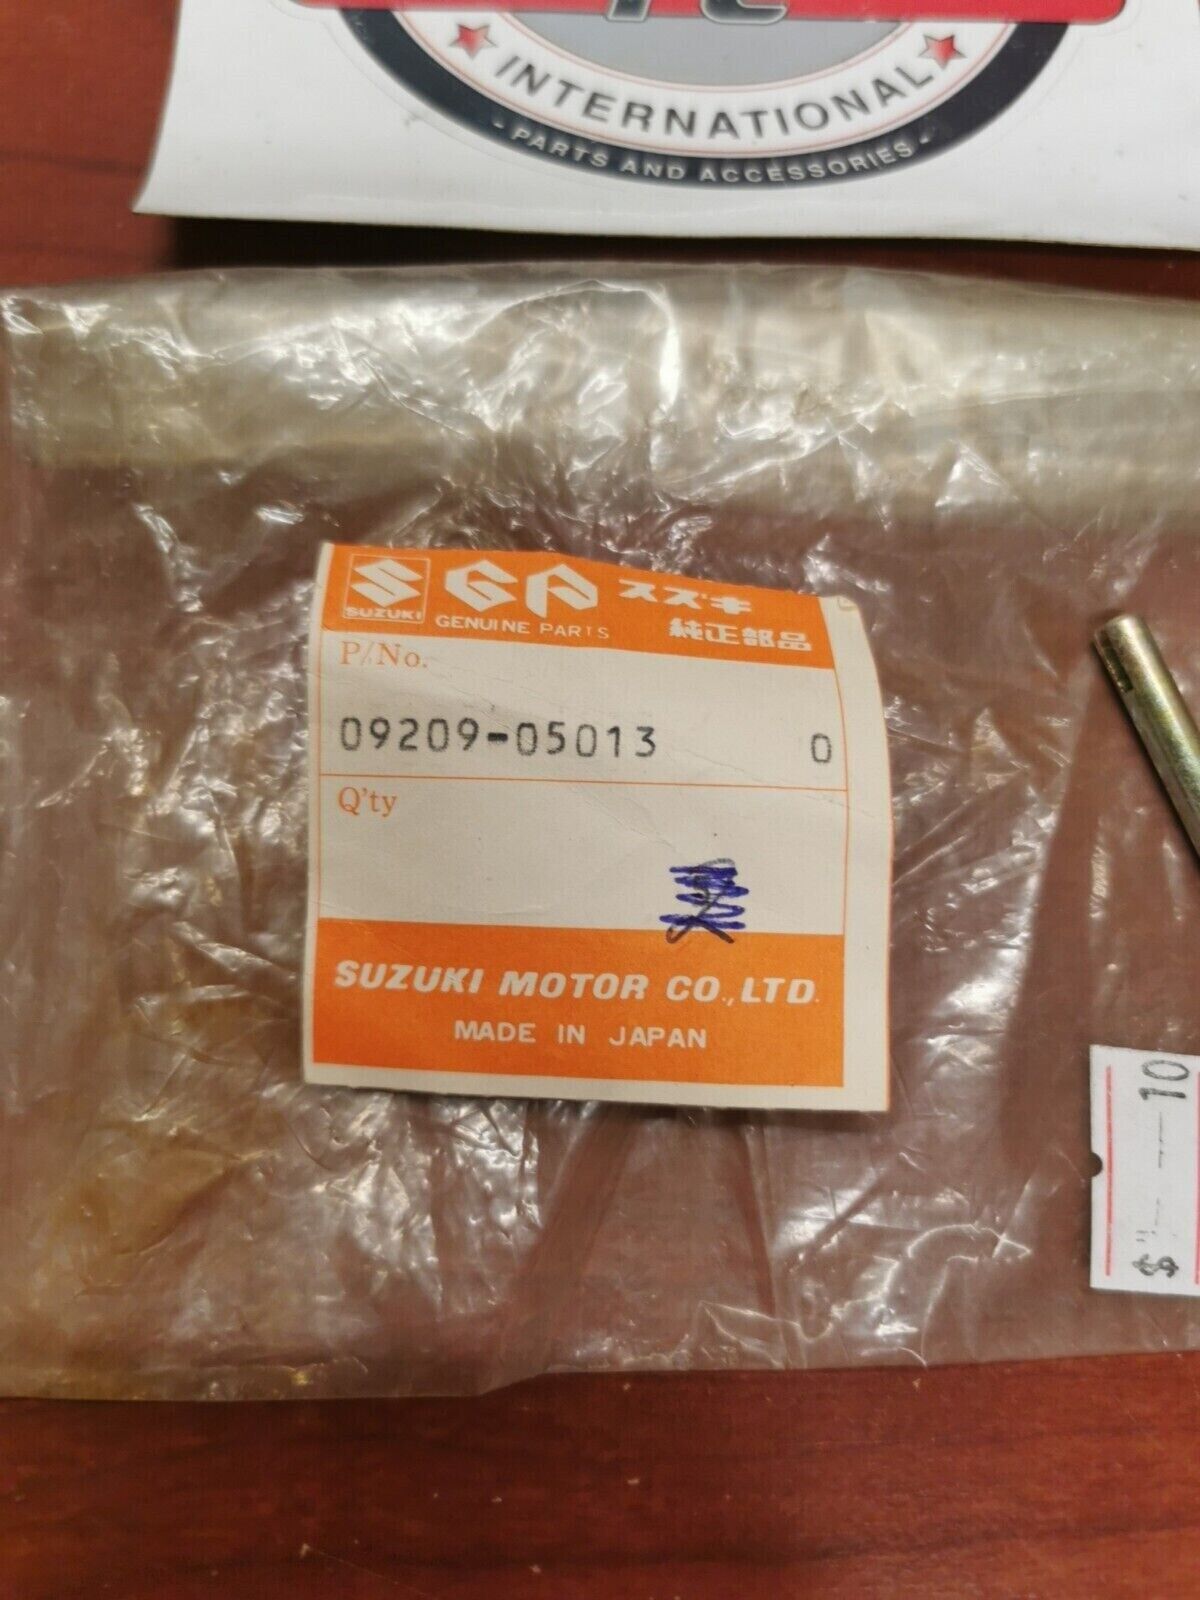 INTERNATIONAL
- PARTS AND ACCESSORIES -
S SGP スズキ
SUZUKI GENUINE PARTS 純正部品
P/No.
09209-05013 0
Q'ty
SUZUKI MOTOR CO.,LTD.
MADE IN JAPAN
10
$